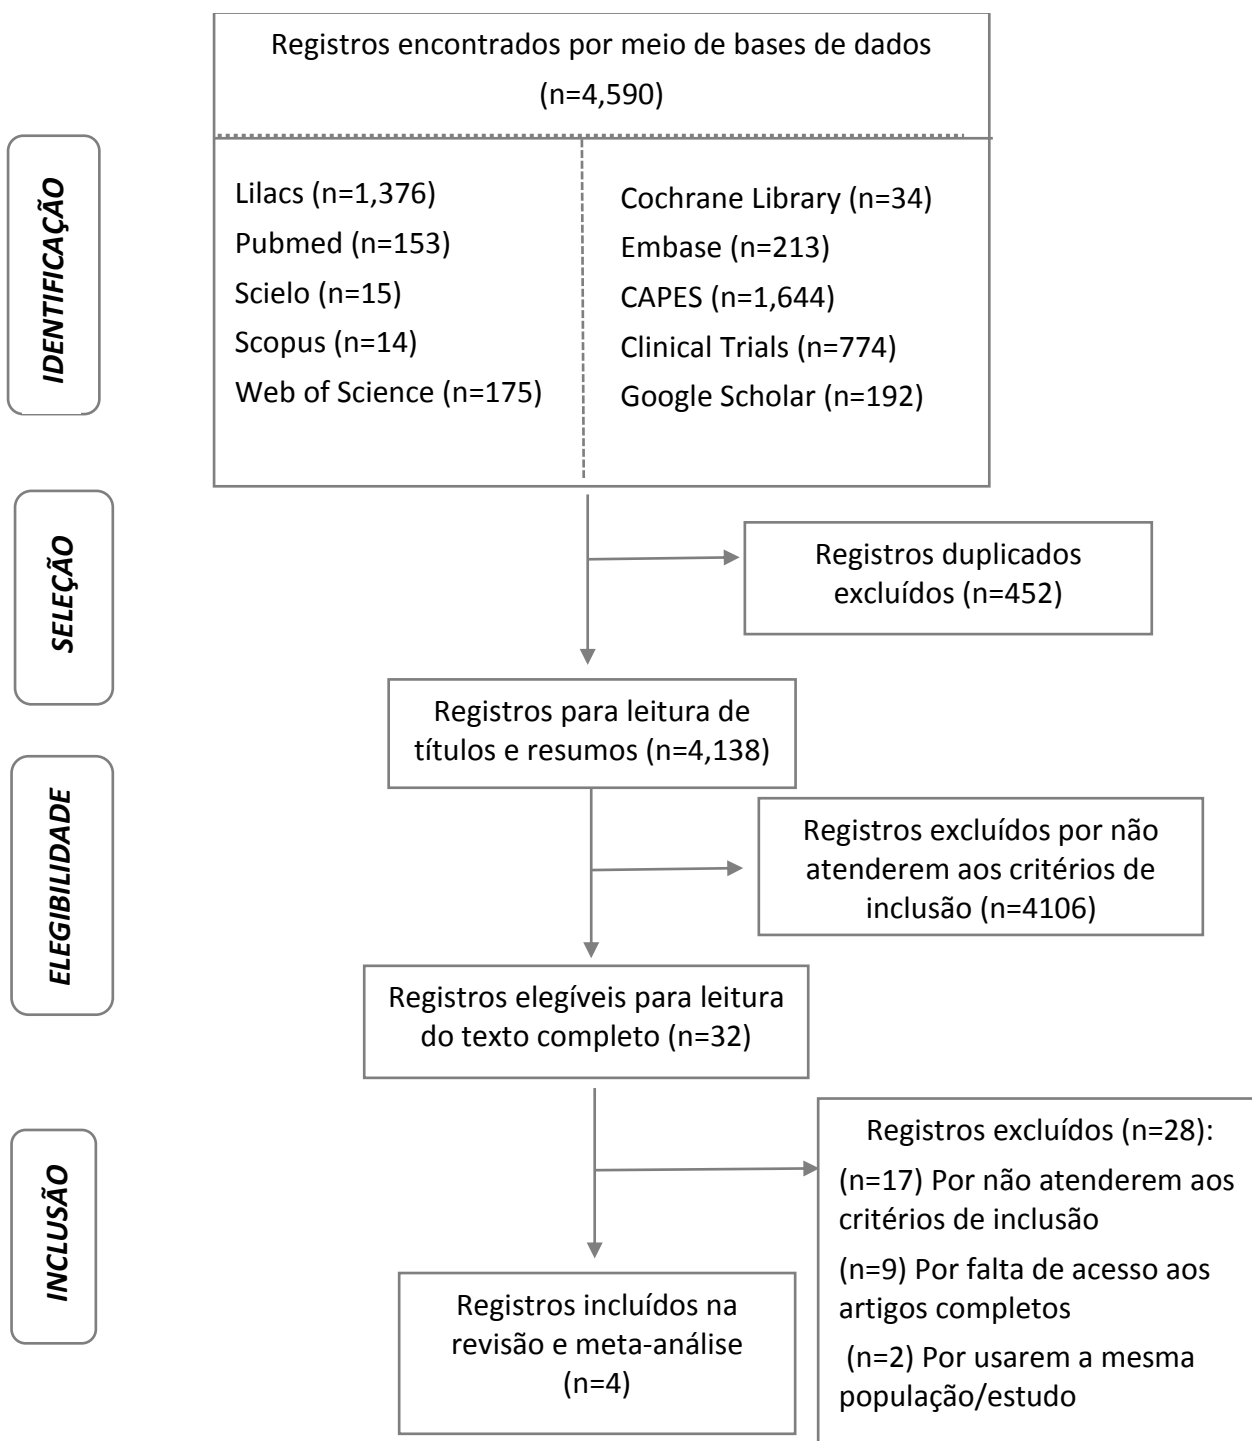 Registros encontrados por meio de bases de dados
(n=4,590)
IDENTIFICAÇÃO
Lilacs (n=1,376)
Pubmed (n=153)
Scielo (n=15)
Scopus (n=14)
Web of Science (n=175)
Cochrane Library (n=34)
Embase (n=213)
CAPES (n=1,644)
Clinical Trials (n=774)
Google Scholar (n=192)
SELEÇÃO
Registros duplicados
excluídos (n=452)
Registros para leitura de
títulos e resumos (n=4,138)
ELEGIBILIDADE
Registros excluídos por não
atenderem aos critérios de
inclusão (n=4106)
Registros elegíveis para leitura
do texto completo (n=32)
INCLUSÃO
Registros excluídos (n=28):
(n=17) Por não atenderem aos
critérios de inclusão
(n=9) Por falta de acesso aos
artigos completos
(n=2) Por usarem a mesma
população/estudo
Registros incluídos na
revisão e meta-análise
(n=4)